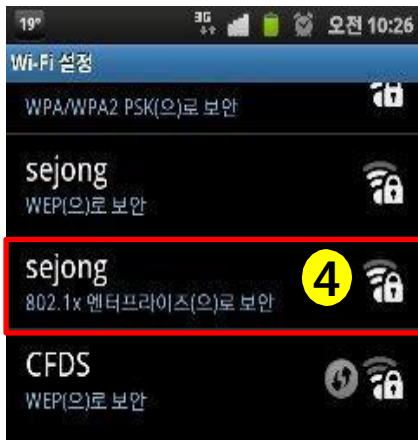 19° 3G 오전 10:26
Wi-Fi 설정
WPA/WPA2 PSK(으)로 보안
sejong
WEP(으)로 보안
sejong
802.1x 엔터프라이즈(으)로 보안
4
CFDS
WEP(으)로 보안